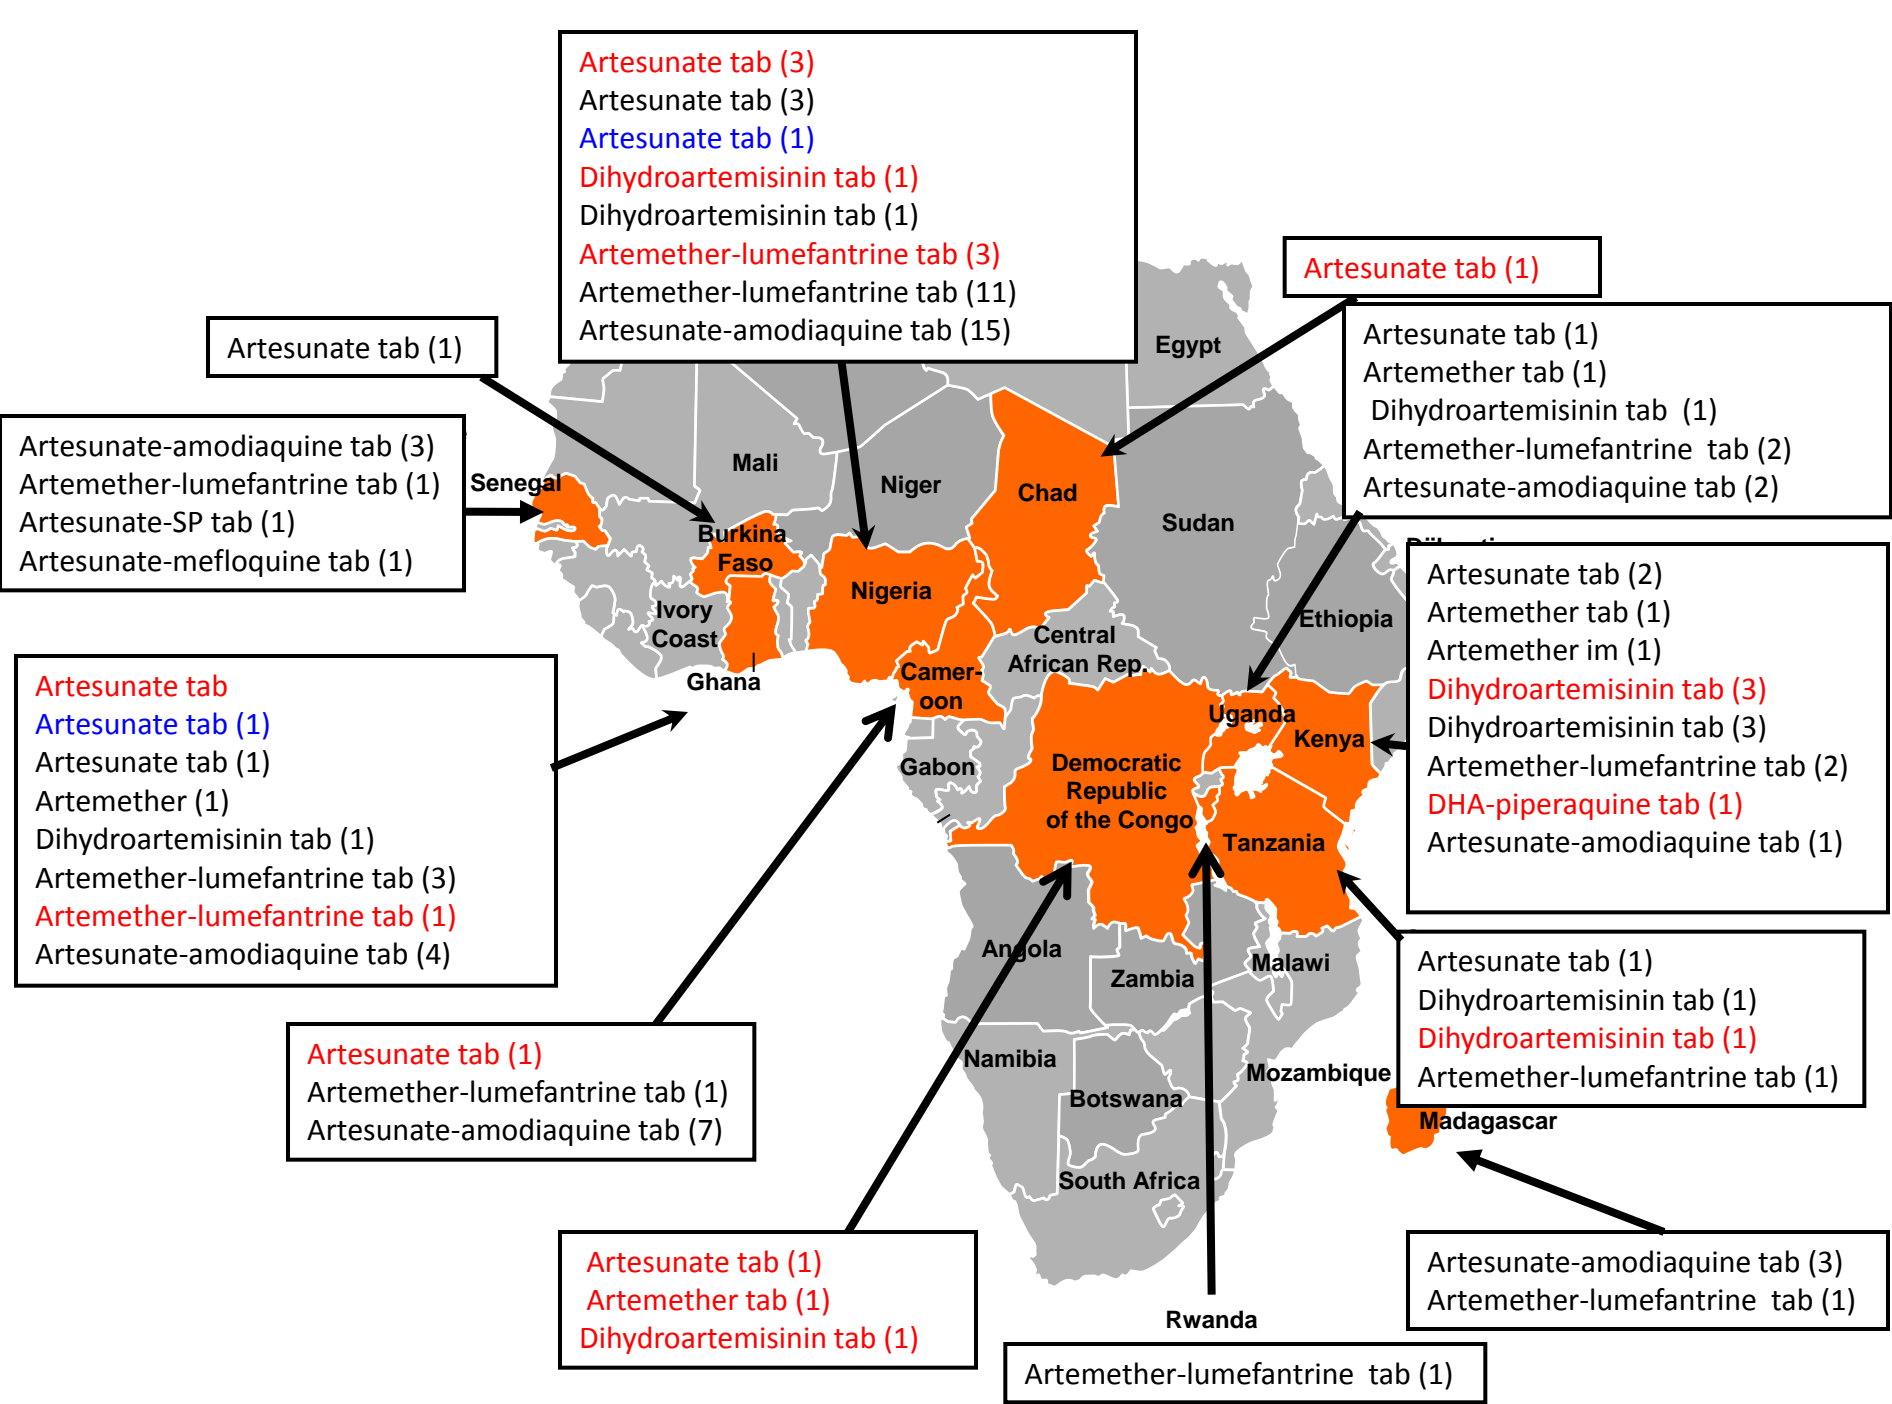 Artesunate tab (3)
Artesunate tab (3)
Artesunate tab (1)
Dihydroartemisinin tab (1)
Dihydroartemisinin tab (1)
Artemether-lumefantrine tab (3)
Artemether-lumefantrine tab (11)
Artesunate-amodiaquine tab (15)
Artesunate tab (1)
Artesunate tab (1)
Artesunate tab (1)
Artemether tab (1)
Dihydroartemisinin tab (1)
Artemether-lumefantrine tab (2)
Artesunate-amodiaquine tab (2)
Artesunate-amodiaquine tab (3)
Artemether-lumefantrine tab (1)
Artesunate-SP tab (1)
Artesunate-mefloquine tab (1)
Egypt
Mali
Niger
Chad
Sudan
Senegal
Burkina
Faso
Nigeria
Ivory
Coast
Ghana
Central
African Rep.
Ethiopia
Camer-
oon
Uganda
Kenya
Gabon
Democratic
Republic
of the Congo
Tanzania
Angola
Zambia
Malawi
Namibia
Botswana
Mozambique
Madagascar
South Africa
Artesunate tab (2)
Artemether tab (1)
Artemether im (1)
Dihydroartemisinin tab (3)
Dihydroartemisinin tab (3)
Artemether-lumefantrine tab (2)
DHA-piperaquine tab (1)
Artesunate-amodiaquine tab (1)
Artesunate tab
Artesunate tab (1)
Artesunate tab (1)
Artemether (1)
Dihydroartemisinin tab (1)
Artemether-lumefantrine tab (3)
Artemether-lumefantrine tab (1)
Artesunate-amodiaquine tab (4)
Artesunate tab (1)
Dihydroartemisinin tab (1)
Dihydroartemisinin tab (1)
Artemether-lumefantrine tab (1)
Artesunate tab (1)
Artemether-lumefantrine tab (1)
Artesunate-amodiaquine tab (7)
Artesunate tab (1)
Artemether tab (1)
Dihydroartemisinin tab (1)
Artesunate-amodiaquine tab (3)
Artemether-lumefantrine tab (1)
Rwanda
Artemether-lumefantrine tab (1)